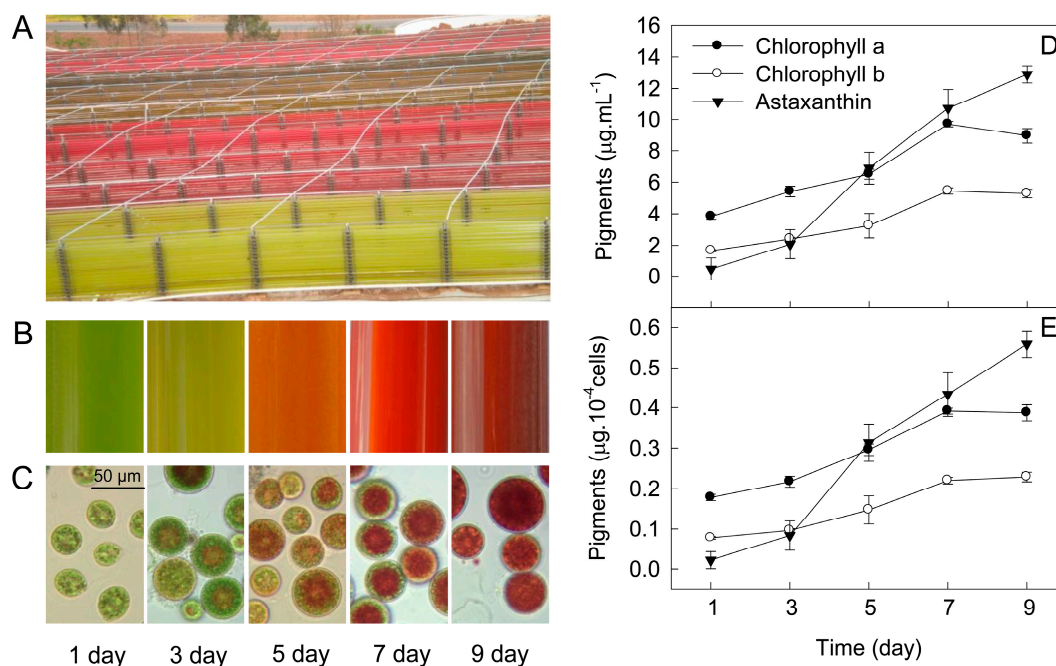 A
B
C
50 µm
1 day 3 day 5 day 7 day 9 day
D
Chlorophyll a
Chlorophyll b
Astaxanthin
Pigments (µg.mL⁻¹)
16
14
12
10
8
6
4
2
0
E
Pigments (µg.10⁻⁴cells)
0.6
0.5
0.4
0.3
0.2
0.1
0.0
1 3 5 7 9
Time (day)